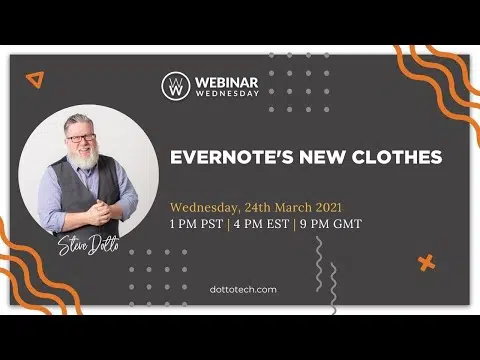 WEBINAR
WEDNESDAY
EVERNOTE'S NEW CLOTHES
Wednesday, 24th March 2021
1 PM PST | 4 PM EST | 9 PM GMT
Steve Dotto
dottotech.com